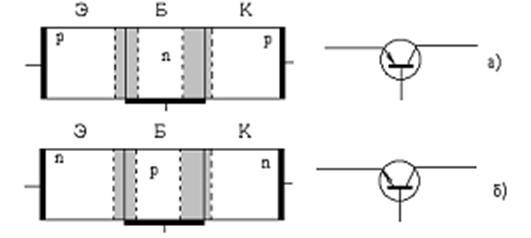 Э Б К
p n p
а)
Э Б К
n p n
б)